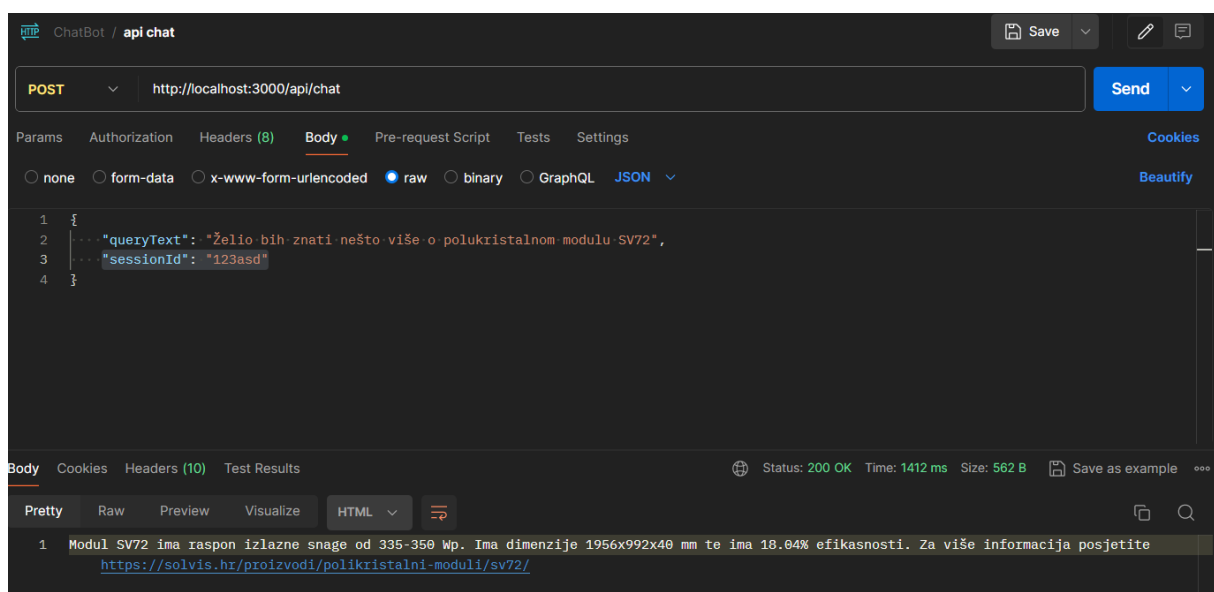 HTTP ChatBot / api chat Save
POST http://localhost:3000/api/chat Send
Params Authorization Headers (8) Body Pre-request Script Tests Settings Cookies
none form-data x-www-form-urlencoded raw binary GraphQL JSON Beautify
1 {
2 "queryText": "Želio bih znati nešto više o polukristalnom modulu SV72",
3 "sessionId": "123asd"
4 }
Body Cookies Headers (10) Test Results Status: 200 OK Time: 1412 ms Size: 562 B Save as example
Pretty Raw Preview Visualize HTML
1 Modul SV72 ima raspon izlazne snage od 335-350 Wp. Ima dimenzije 1956x992x40 mm te ima 18.04% efikasnosti. Za više informacija posjetite
https://solvis.hr/proizvodi/polikristalni-moduli/sv72/